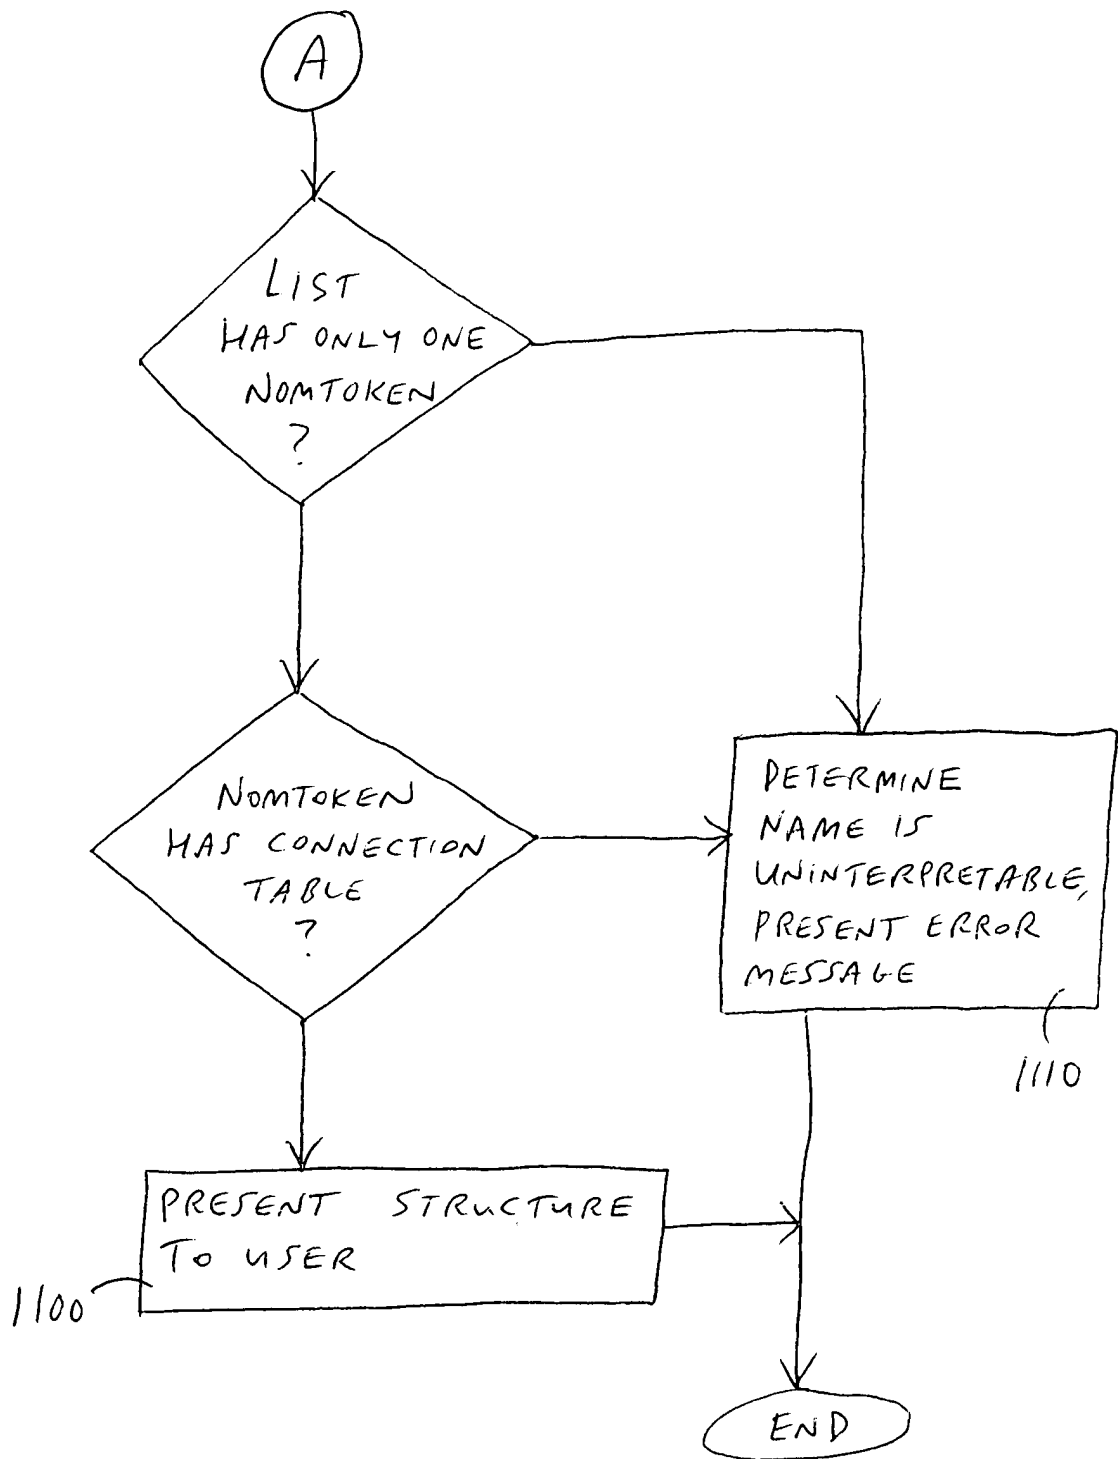 A
LIST
HAS ONLY ONE
NOMTOKEN
?
NOMTOKEN
HAS CONNECTION
TABLE
?
DETERMINE
NAME IS
UNINTERPRETABLE,
PRESENT ERROR
MESSAGE
1110
PRESENT STRUCTURE
TO USER
1100
END